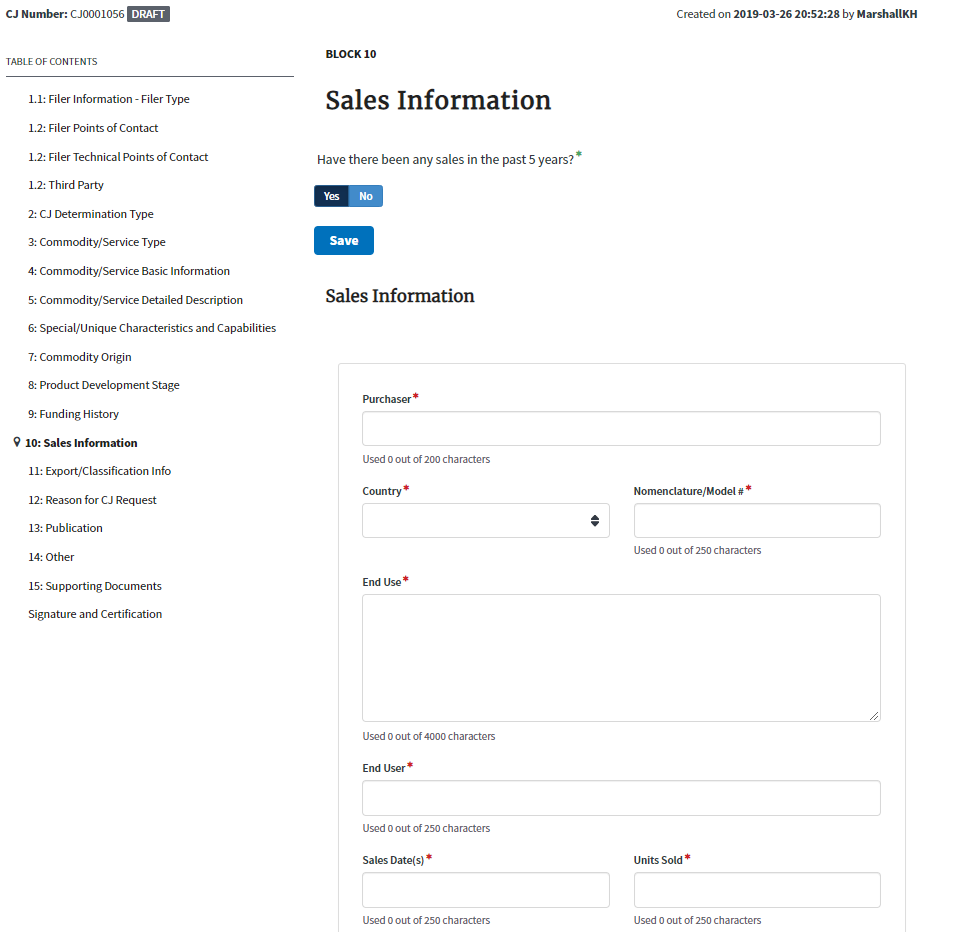 CJ Number: CJ0001056 DRAFT
Created on 2019-03-26 20:52:28 by MarshallKH
TABLE OF CONTENTS
1.1: Filer Information - Filer Type
1.2: Filer Points of Contact
1.2: Filer Technical Points of Contact
1.2: Third Party
2: CJ Determination Type
3: Commodity/Service Type
4: Commodity/Service Basic Information
5: Commodity/Service Detailed Description
6: Special/Unique Characteristics and Capabilities
7: Commodity Origin
8: Product Development Stage
9: Funding History
10: Sales Information
11: Export/Classification Info
12: Reason for CJ Request
13: Publication
14: Other
15: Supporting Documents
Signature and Certification
BLOCK 10
Sales Information
Have there been any sales in the past 5 years?*
Yes No
Save
Sales Information
Purchaser*
Used 0 out of 200 characters
Country* Nomenclature/Model #*
Used 0 out of 250 characters
End Use*
Used 0 out of 4000 characters
End User*
Used 0 out of 250 characters
Sales Date(s)* Units Sold*
Used 0 out of 250 characters Used 0 out of 250 characters